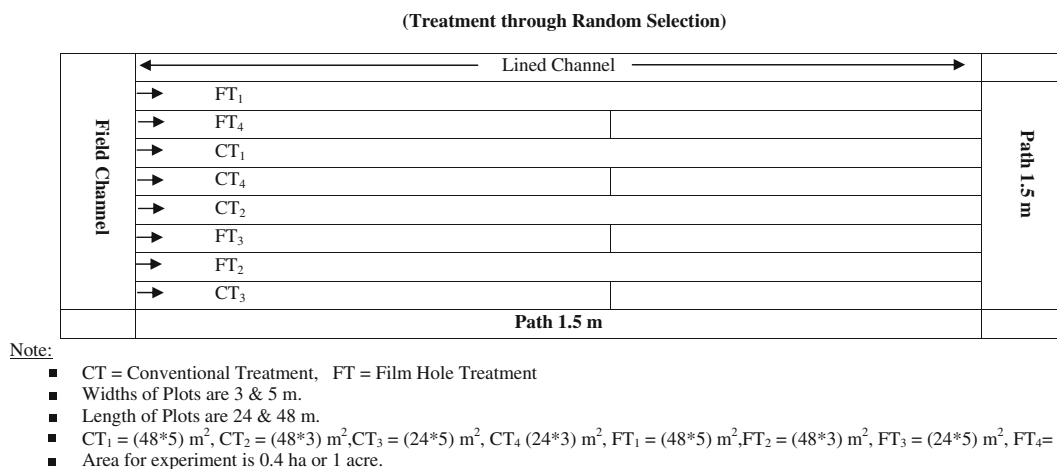 (Treatment through Random Selection)
Lined Channel
Field Channel
FT₁
FT₄
CT₁
CT₄
CT₂
FT₃
FT₂
CT₃
Path 1.5 m
Path 1.5 m
Note:
▪ CT = Conventional Treatment, FT = Film Hole Treatment
▪ Widths of Plots are 3 & 5 m.
▪ Length of Plots are 24 & 48 m.
▪ CT₁ = (48*5) m², CT₂ = (48*3) m²,CT₃ = (24*5) m², CT₄ (24*3) m², FT₁ = (48*5) m²,FT₂ = (48*3) m², FT₃ = (24*5) m², FT₄=
▪ Area for experiment is 0.4 ha or 1 acre.